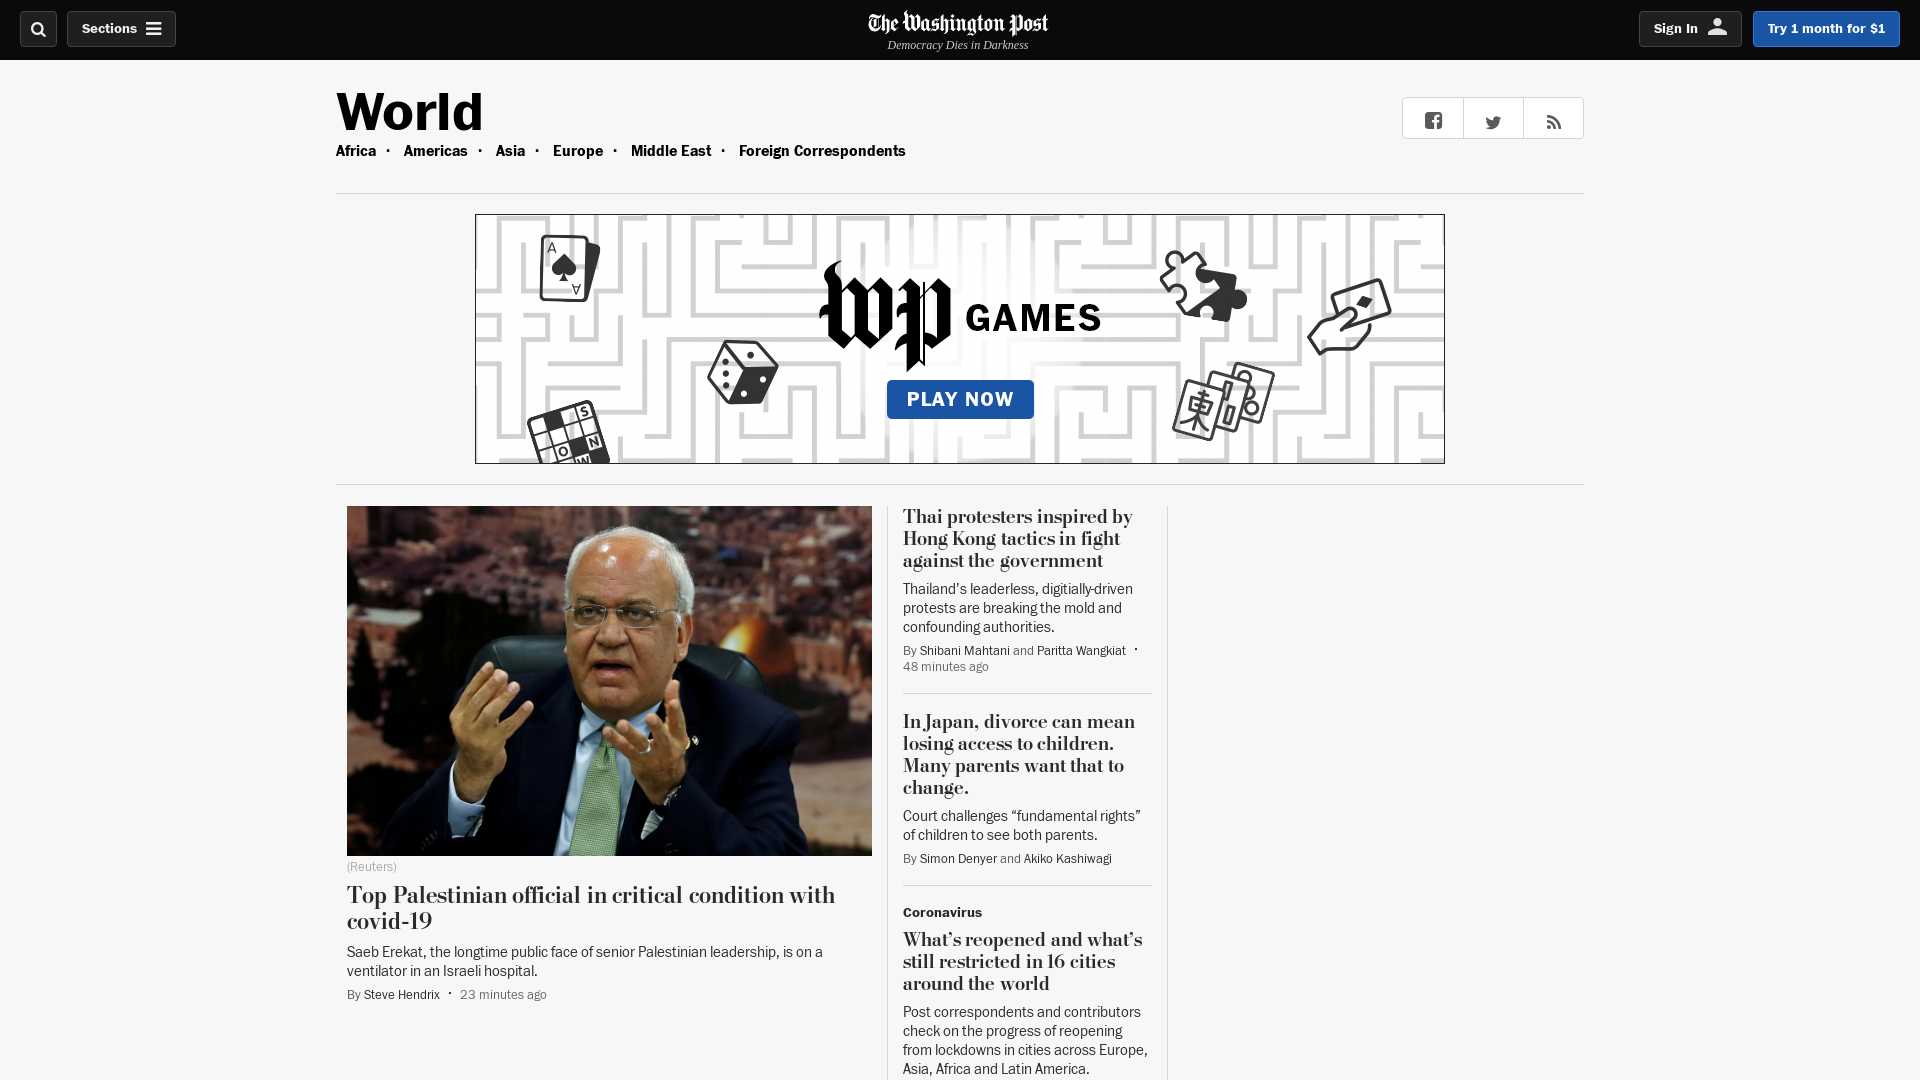 Sections
The Washington Post
Democracy Dies in Darkness
Sign In
Try 1 month for $1
World
Africa · Americas · Asia · Europe · Middle East · Foreign Correspondents
A
A
wp GAMES
PLAY NOW
S
O N
W
東
(Reuters)
Top Palestinian official in critical condition with
covid-19
Saeb Erekat, the longtime public face of senior Palestinian leadership, is on a
ventilator in an Israeli hospital.
By Steve Hendrix · 23 minutes ago
Thai protesters inspired by
Hong Kong tactics in fight
against the government
Thailand’s leaderless, digitially-driven
protests are breaking the mold and
confounding authorities.
By Shibani Mahtani and Paritta Wangkiat ·
48 minutes ago
In Japan, divorce can mean
losing access to children.
Many parents want that to
change.
Court challenges “fundamental rights”
of children to see both parents.
By Simon Denyer and Akiko Kashiwagi
Coronavirus
What’s reopened and what’s
still restricted in 16 cities
around the world
Post correspondents and contributors
check on the progress of reopening
from lockdowns in cities across Europe,
Asia, Africa and Latin America.